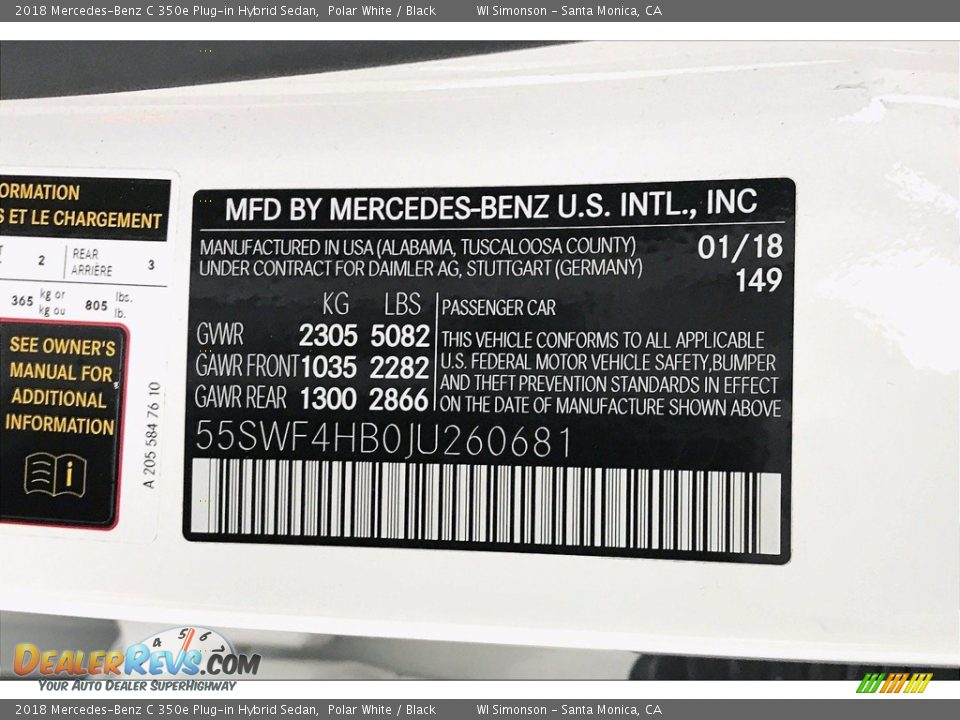 2018 Mercedes-Benz C 350e Plug-in Hybrid Sedan, Polar White / Black WI Simonson - Santa Monica, CA
ORMATION
S ET LE CHARGEMENT
2 REAR ARRIÈRE 3
365 kg or kg ou 805 lbs. lb.
SEE OWNER'S
MANUAL FOR
ADDITIONAL
INFORMATION
i
A 205 584 76 10
MFD BY MERCEDES-BENZ U.S. INTL., INC
MANUFACTURED IN USA (ALABAMA, TUSCALOOSA COUNTY) 01/18
UNDER CONTRACT FOR DAIMLER AG, STUTTGART (GERMANY) 149
KG LBS
GVWR 2305 5082
GAWR FRONT 1035 2282
GAWR REAR 1300 2866
PASSENGER CAR
THIS VEHICLE CONFORMS TO ALL APPLICABLE
U.S. FEDERAL MOTOR VEHICLE SAFETY,BUMPER
AND THEFT PREVENTION STANDARDS IN EFFECT
ON THE DATE OF MANUFACTURE SHOWN ABOVE
55SWF4HB0JU260681
4 5 6
DealerRevs.com
Your Auto Dealer SuperHighway
2018 Mercedes-Benz C 350e Plug-in Hybrid Sedan, Polar White / Black WI Simonson - Santa Monica, CA